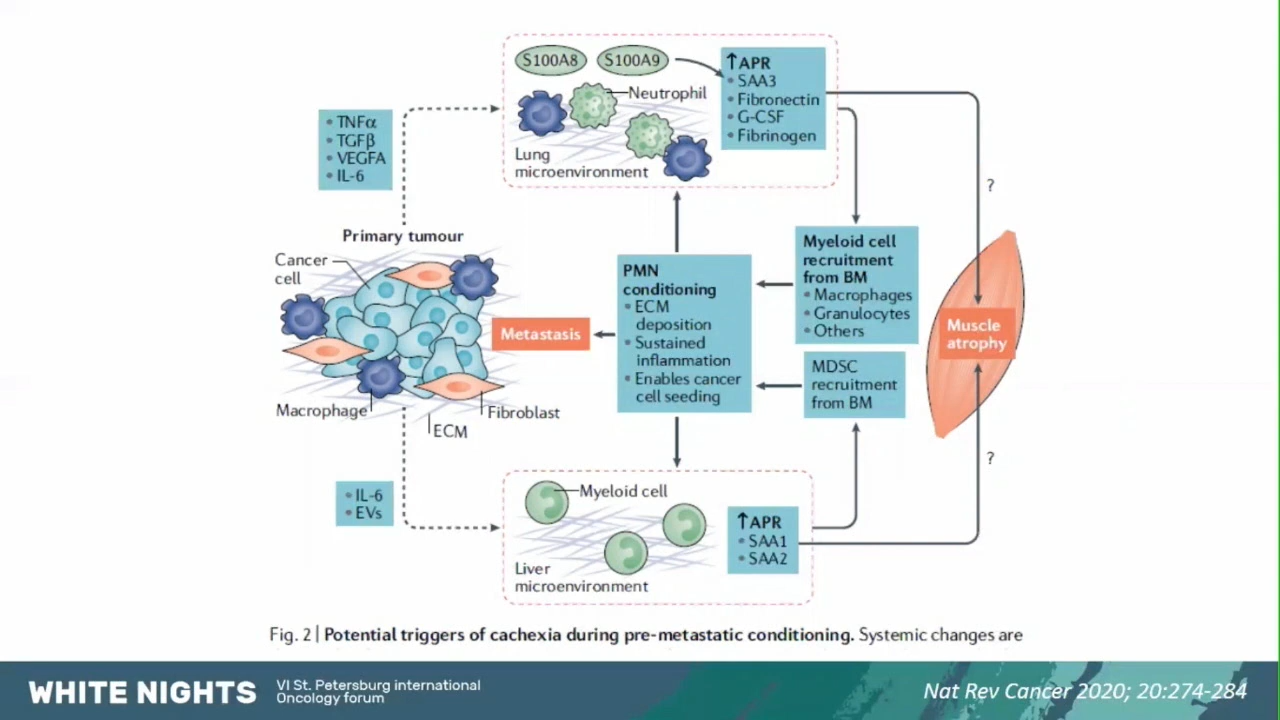 S100A8
S100A9
↑APR
• SAA3
• Fibronectin
• G-CSF
• Fibrinogen
Neutrophil
Lung
microenvironment
• TNFα
• TGFβ
• VEGFA
• IL-6
?
Primary tumour
Cancer
cell
Macrophage
Fibroblast
ECM
Metastasis
PMN
conditioning
• ECM
deposition
• Sustained
inflammation
• Enables cancer
cell seeding
Myeloid cell
recruitment
from BM
• Macrophages
• Granulocytes
• Others
MDSC
recruitment
from BM
Muscle
atrophy
?
• IL-6
• EVs
Myeloid cell
Liver
microenvironment
↑APR
• SAA1
• SAA2
Fig. 2 | Potential triggers of cachexia during pre-metastatic conditioning. Systemic changes are
WHITE NIGHTS
VI St. Petersburg international
Oncology forum
Nat Rev Cancer 2020; 20:274-284